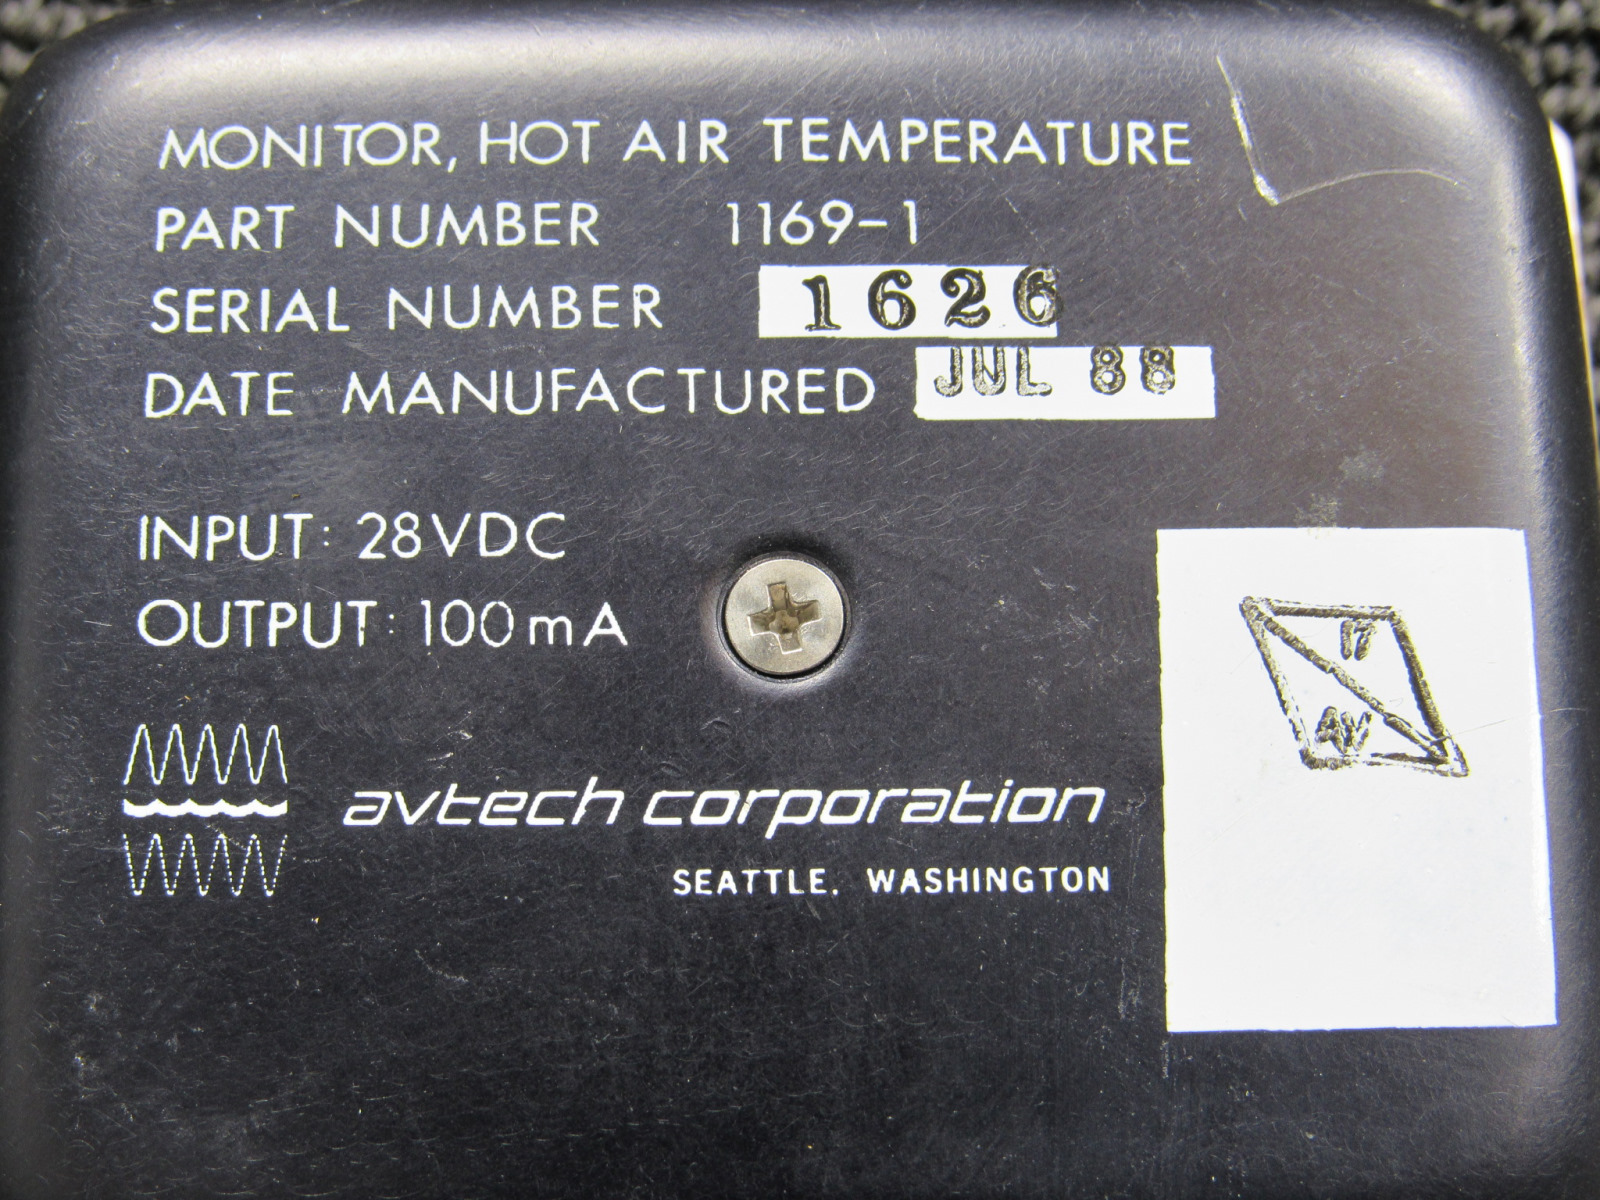 MONITOR, HOT AIR TEMPERATURE
PART NUMBER 1169-1
SERIAL NUMBER 1626
DATE MANUFACTURED JUL 88
INPUT: 28VDC
OUTPUT: 100mA
17
AV
avtech corporation
SEATTLE, WASHINGTON